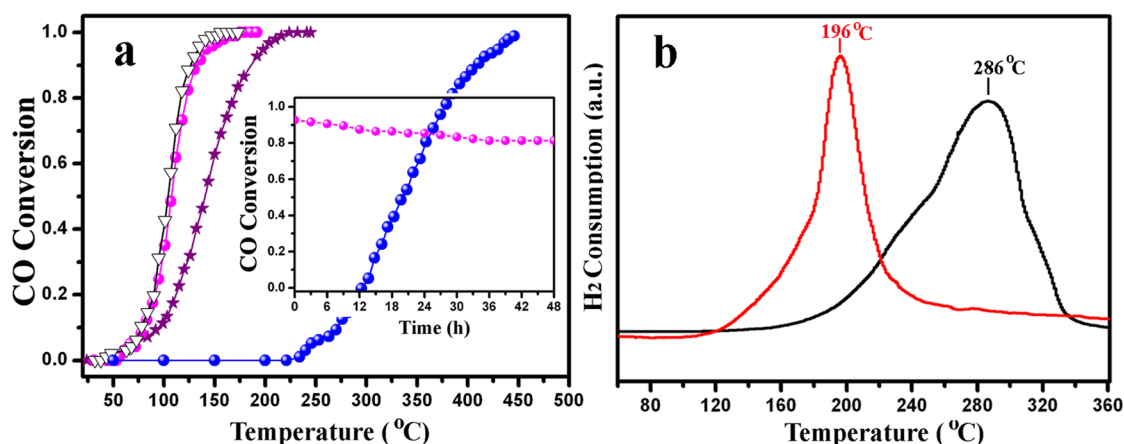 a
CO Conversion
1.0
0.8
0.6
0.4
0.2
0.0
50 100 150 200 250 300 350 400 450 500
Temperature ( °C)
CO Conversion
1.0
0.8
0.6
0.4
0.2
0.0
0 6 12 18 24 30 36 42 48
Time (h)
b
196 °C
286 °C
H2 Consumption (a.u.)
80 120 160 200 240 280 320 360
Temperature ( °C)